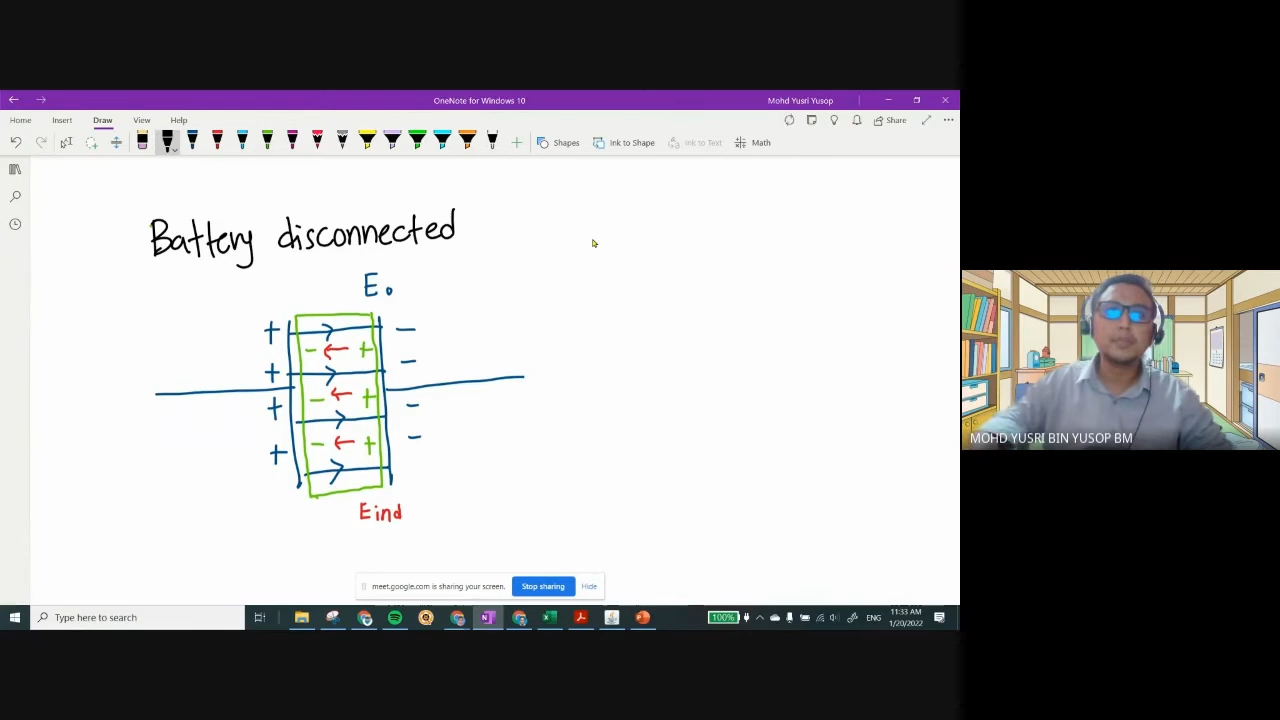 OneNote for Windows 10
Mohd Yusri Yusop
Home Insert Draw View Help
Share
Shapes Ink to Shape Ink to Text Math
Battery disconnected
E₀
+ −
− +
+ −
− +
+ −
− +
+ −
Eind
meet.google.com is sharing your screen. Stop sharing Hide
MOHD YUSRI BIN YUSOP BM
Type here to search
100%
ENG
11:33 AM
1/20/2022